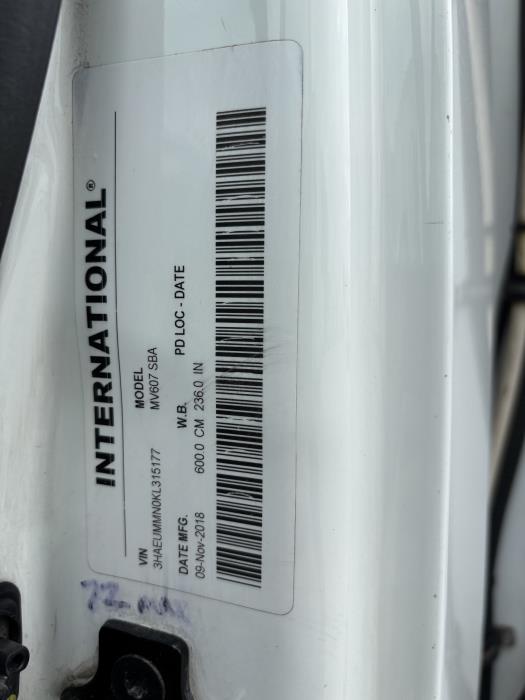 INTERNATIONAL®
VIN MODEL
3HAEUMMN0KL315177 MV607 SBA
DATE MFG. W.B. PD LOC - DATE
09-Nov-2018 600.0 CM 236.0 IN
72